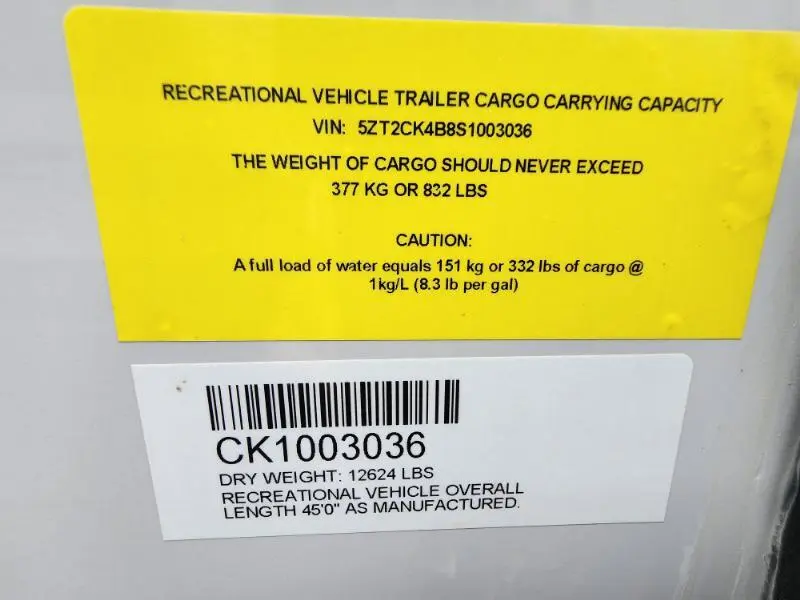 RECREATIONAL VEHICLE TRAILER CARGO CARRYING CAPACITY
VIN: 5ZT2CK4B8S1003036
THE WEIGHT OF CARGO SHOULD NEVER EXCEED
377 KG OR 832 LBS
CAUTION:
A full load of water equals 151 kg or 332 lbs of cargo @
1kg/L (8.3 lb per gal)
CK1003036
DRY WEIGHT: 12624 LBS
RECREATIONAL VEHICLE OVERALL
LENGTH 45'0" AS MANUFACTURED.